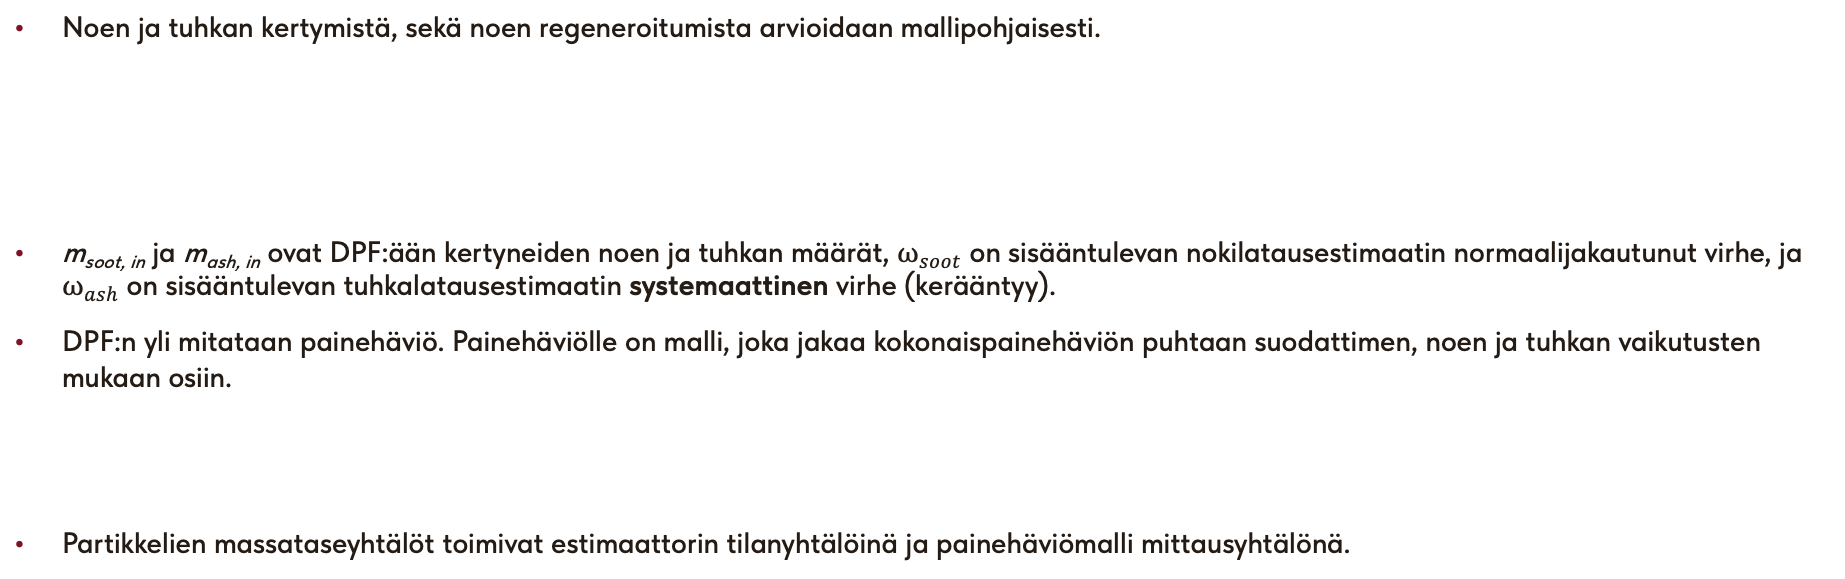 • Noen ja tuhkan kertymistä, sekä noen regeneroitumista arvioidaan mallipohjaisesti.
• m_soot, in ja m_ash, in ovat DPF:ään kertyneiden noen ja tuhkan määrät, ω_soot on sisääntulevan nokilatausestimaatin normaalijakautunut virhe, ja
ω_ash on sisääntulevan tuhkalatausestimaatin systemaattinen virhe (kerääntyy).
• DPF:n yli mitataan painehäviö. Painehäviölle on malli, joka jakaa kokonaispainehäviön puhtaan suodattimen, noen ja tuhkan vaikutusten
mukaan osiin.
• Partikkelien massataseyhtälöt toimivat estimaattorin tilanyhtälöinä ja painehäviömalli mittausyhtälönä.